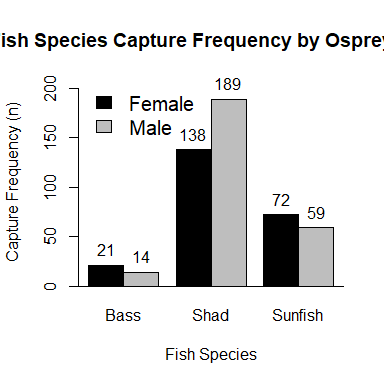 ish Species Capture Frequency by Osprey
Capture Frequency (n)
200
150
100
50
0
Female
Male
21
14
138
189
72
59
Bass
Shad
Sunfish
Fish Species